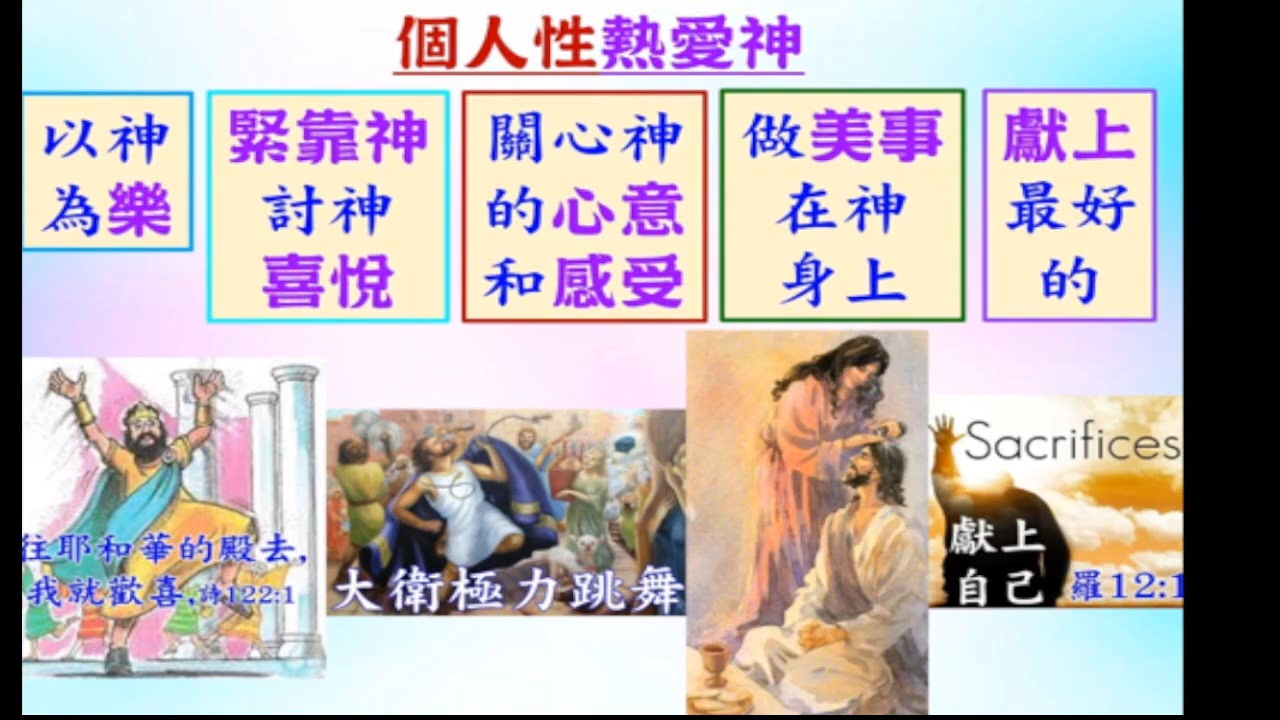 個人性熱愛神
以神
為樂
緊靠神
討神
喜悅
關心神
的心意
和感受
做美事
在神
身上
獻上
最好
的
往耶和華的殿去,
我就歡喜,詩122:1
大衛極力跳舞
Sacrifices
獻上
自己 羅12:1